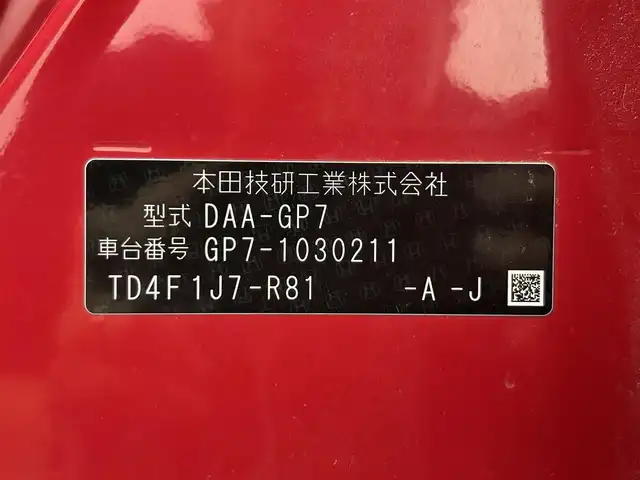 本田技研工業株式会社
型式 DAA-GP7
車台番号 GP7-1030211
TD4F1J7-R81 -A -J